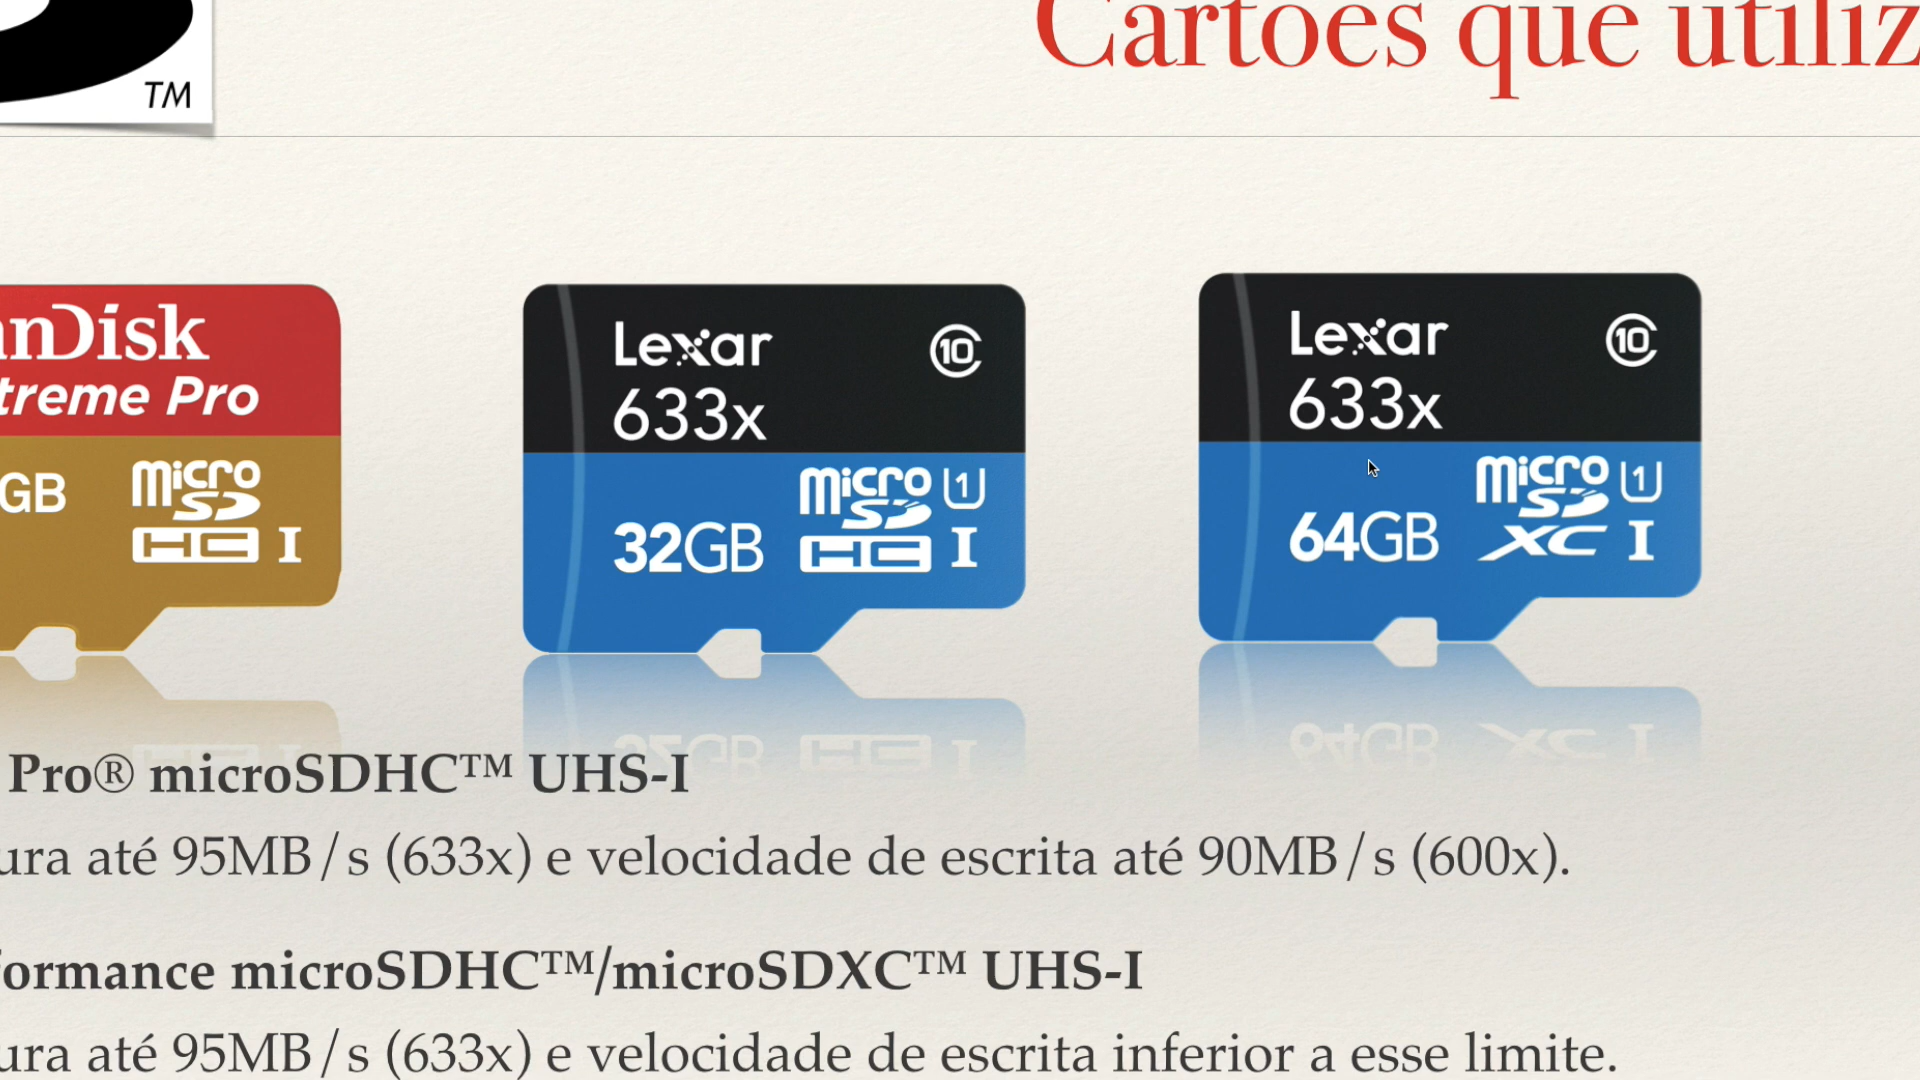 TM
Cartões que utiliz
anDisk
treme Pro
GB
micro
SD
HC I
Lexar
633x
10
32GB
micro
SD
HC I
U1
Lexar
633x
10
64GB
micro
SD
XC I
U1
Pro® microSDHC™ UHS-I
ura até 95MB/s (633x) e velocidade de escrita até 90MB/s (600x).
formance microSDHC™/microSDXC™ UHS-I
ura até 95MB/s (633x) e velocidade de escrita inferior a esse limite.